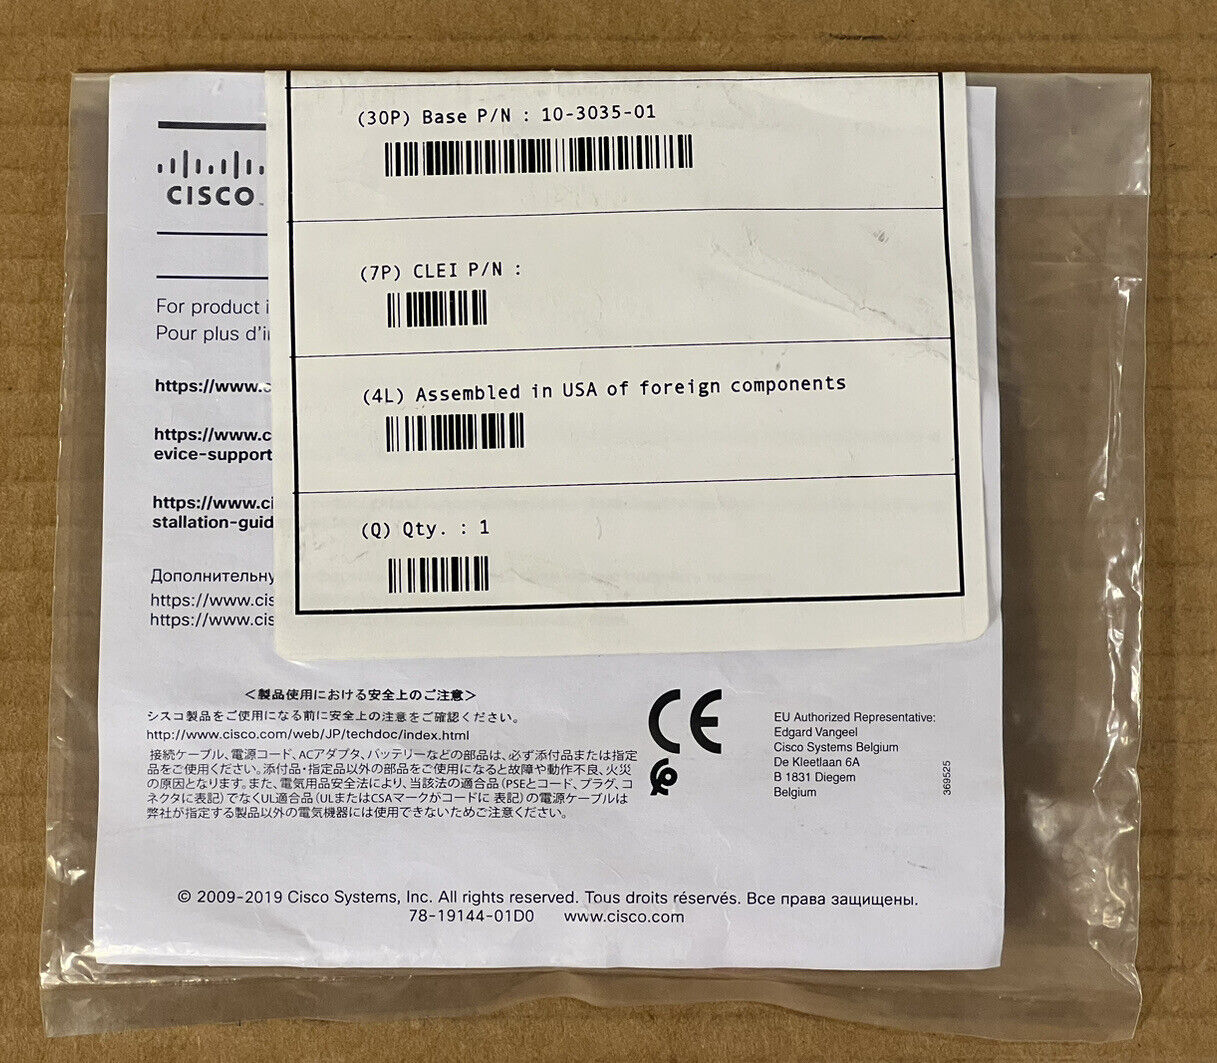 (30P) Base P/N : 10-3035-01
CISCO
(7P) CLEI P/N :
For product
Pour plus d'
https://www.c
(4L) Assembled in USA of foreign components
https://www.c
evice-support
https://www.ci
stallation-guid
(Q) Qty. : 1
Дополнительну
https://www.cis
https://www.cis
<製品使用における安全上のご注意>
シスコ製品をご使用になる前に安全上の注意をご確認ください。
http://www.cisco.com/web/JP/techdoc/index.html
接続ケーブル、電源コード、ACアダプタ、バッテリーなどの部品は、必ず添付品または指定
品をご使用ください。添付品・指定品以外の部品をご使用になると故障や動作不良、火災
の原因となります。また、電気用品安全法により、当該法の適合品(PSEとコード、プラグ、コ
ネクタに表記)でなくUL適合品(ULまたはCSAマークがコードに 表記)の電源ケーブルは
弊社が指定する製品以外の電気機器には使用できないためご注意ください。
CE
EU Authorized Representative:
Edgard Vangeel
Cisco Systems Belgium
De Kleetlaan 6A
B 1831 Diegem
Belgium
369525
© 2009-2019 Cisco Systems, Inc. All rights reserved. Tous droits réservés. Все права защищены.
78-19144-01D0 www.cisco.com